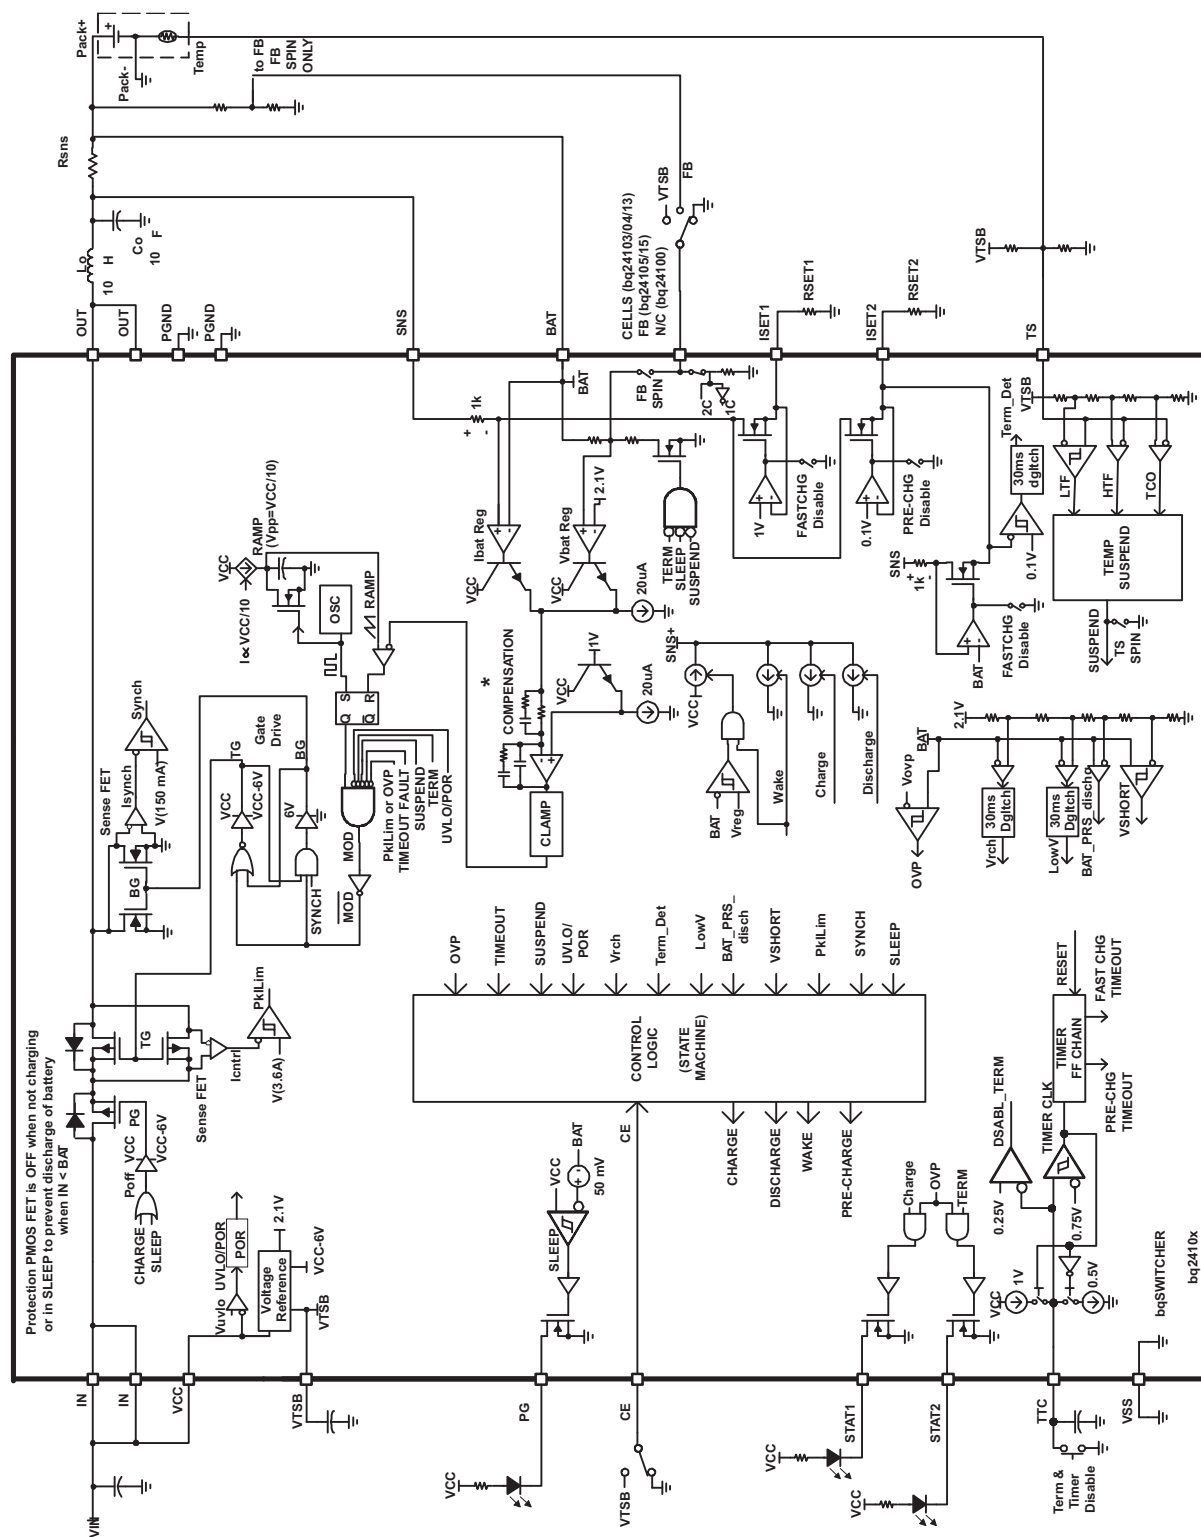 Protection PMOS FET is OFF when not charging
or in SLEEP to prevent discharge of battery
when IN < BAT
VIN
IN
IN
VCC
VTSB
Poff
VCC
VCC-6V
PG
CHARGE
SLEEP
Vuvlo
UVLO/POR
POR
Voltage
Reference
2.1V
VCC-6V
VTSB
TG
Sense FET
Icntrl
V(3.6A)
PkILim
Sense FET
BG
Isynch
V(150 mA)
Synch
VCC
TG
VCC-6V
Gate
Drive
6V
BG
SYNCH
MOD
MOD
PkILim or OVP
TIMEOUT FAULT
SUSPEND
TERM
UVLO/POR
Q
S
Q
R
I ∝ VCC/10
VCC
RAMP
(Vpp=VCC/10)
OSC
RAMP
OUT
OUT
PGND
PGND
Lo
10 H
Co
10 F
Rsns
Pack+
+
Pack-
Temp
to FB
FB
SPIN
ONLY
SNS
BAT
CELLS (bq24103/04/13)
FB (bq24105/15)
N/C (bq24100)
VTSB
FB
ISET1
RSET1
ISET2
RSET2
TS
VTSB
1k
+
-
BAT
FB
SPIN
2C
1C
Ibat Reg
+
-
VCC
Vbat Reg
+
-
2.1V
VCC
20uA
TERM
SLEEP
SUSPEND
*
COMPENSATION
VCC
1V
20uA
CLAMP
-
+
1V
+
-
FASTCHG
Disable
0.1V
+
-
PRE-CHG
Disable
SNS+
VCC
BAT
Vreg
Wake
Charge
Discharge
SNS
1k
+
-
BAT
+
-
FASTCHG
Disable
0.1V
30ms
dgltch
Term_Det
VTSB
LTF
HTF
TCO
TEMP
SUSPEND
SUSPEND
TS
SPIN
OVP
Vovp
BAT
2.1V
30ms
Dgltch
Vrch
30ms
Dgltch
LowV
BAT_PRS_dischg
VSHORT
OVP
TIMEOUT
SUSPEND
UVLO/
POR
Vrch
Term_Det
LowV
BAT_PRS_
disch
VSHORT
PkILim
SYNCH
SLEEP
CONTROL
LOGIC
(STATE
MACHINE)
CE
CHARGE
DISCHARGE
WAKE
PRE-CHARGE
SLEEP
VCC
BAT
+
-
50 mV
VCC
PG
VTSB
CE
VCC
STAT1
VCC
STAT2
Charge
OVP
TERM
DSABL_TERM
0.25V
TIMER CLK
0.75V
TIMER
FF CHAIN
RESET
FAST CHG
TIMEOUT
PRE-CHG
TIMEOUT
VCC
1V
0.5V
TTC
Term &
Timer
Disable
VSS
bqSWITCHER
bq2410x